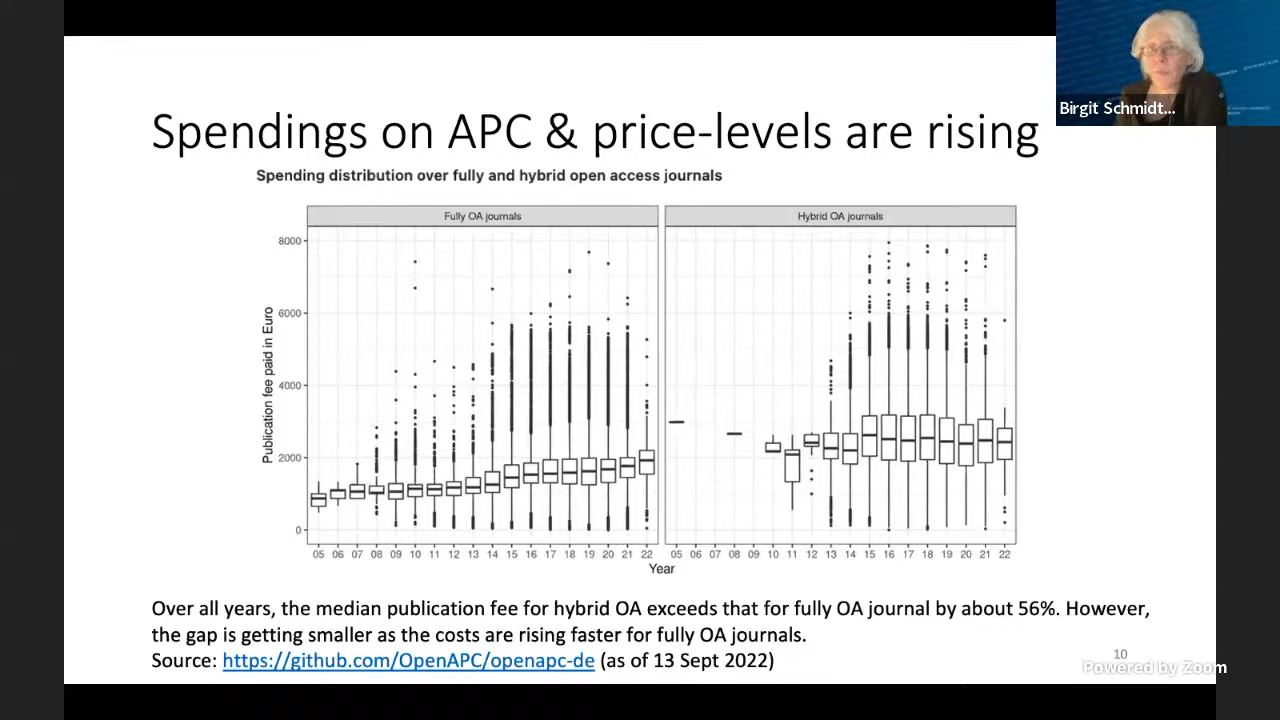 Birgit Schmidt...
Spendings on APC & price-levels are rising
Spending distribution over fully and hybrid open access journals
Fully OA journals
Hybrid OA journals
Publication fee paid in Euro
8000
6000
4000
2000
0
05 06 07 08 09 10 11 12 13 14 15 16 17 18 19 20 21 22
05 06 07 08 09 10 11 12 13 14 15 16 17 18 19 20 21 22
Year
Over all years, the median publication fee for hybrid OA exceeds that for fully OA journal by about 56%. However,
the gap is getting smaller as the costs are rising faster for fully OA journals.
Source: https://github.com/OpenAPC/openapc-de (as of 13 Sept 2022)
10
Powered by Zoom